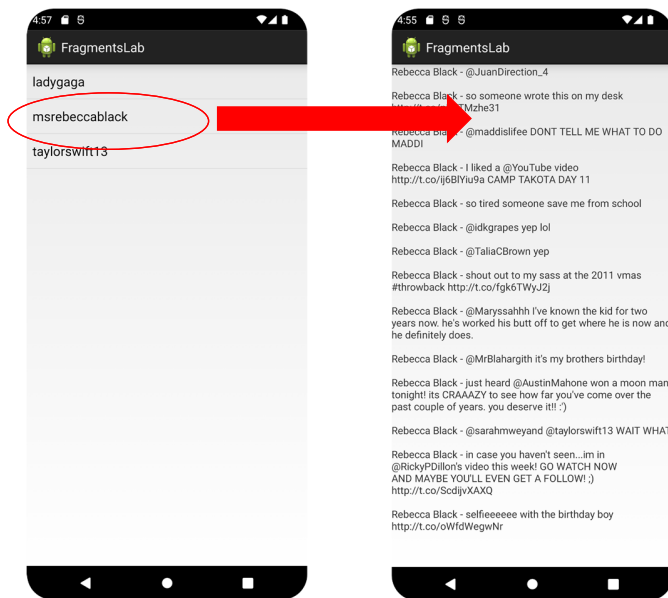 4:57
FragmentsLab
ladygaga
msrebeccablack
taylorswift13
4:55
FragmentsLab
Rebecca Black - @JuanDirection_4
Rebecca Black - so someone wrote this on my desk
TMzhe31
Rebecca Black - @maddislifee DONT TELL ME WHAT TO DO
MADDI
Rebecca Black - I liked a @YouTube video
http://t.co/ij6BlYiu9a CAMP TAKOTA DAY 11
Rebecca Black - so tired someone save me from school
Rebecca Black - @idkgrapes yep lol
Rebecca Black - @TaliaCBrown yep
Rebecca Black - shout out to my sass at the 2011 vmas
#throwback http://t.co/fgk6TWyJ2j
Rebecca Black - @Maryssahhh I've known the kid for two
years now. he's worked his butt off to get where he is now and
he definitely does.
Rebecca Black - @MrBlahargith it's my brothers birthday!
Rebecca Black - just heard @AustinMahone won a moon man
tonight! its CRAAAZY to see how far you've come over the
past couple of years. you deserve it!! :')
Rebecca Black - @sarahmweyand @taylorswift13 WAIT WHAT
Rebecca Black - in case you haven't seen...im in
@RickyPDillon's video this week! GO WATCH NOW
AND MAYBE YOU'LL EVEN GET A FOLLOW! ;)
http://t.co/ScdijvXAXQ
Rebecca Black - selfieeeeee with the birthday boy
http://t.co/oWfdWegwNr